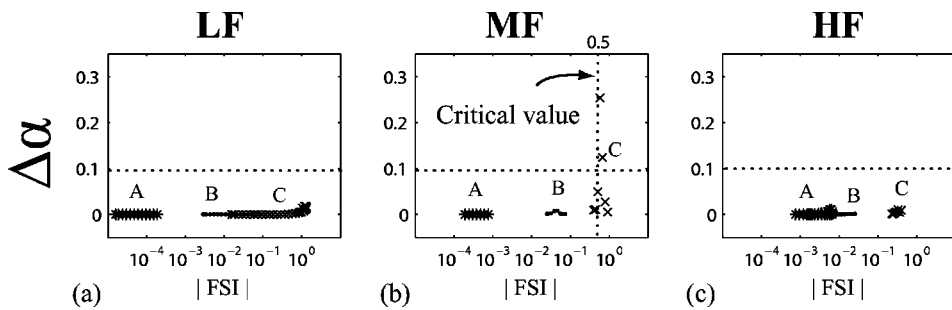 LF MF HF
0.5
Δα
0.3 0.3 0.3
Critical value
0.2 0.2 0.2
C
0.1 0.1 0.1
A B C A B A B C
0 0 0
10⁻⁴ 10⁻³ 10⁻² 10⁻¹ 10⁰ 10⁻⁴ 10⁻³ 10⁻² 10⁻¹ 10⁰ 10⁻⁴ 10⁻³ 10⁻² 10⁻¹ 10⁰
(a) | FSI | (b) | FSI | (c) | FSI |